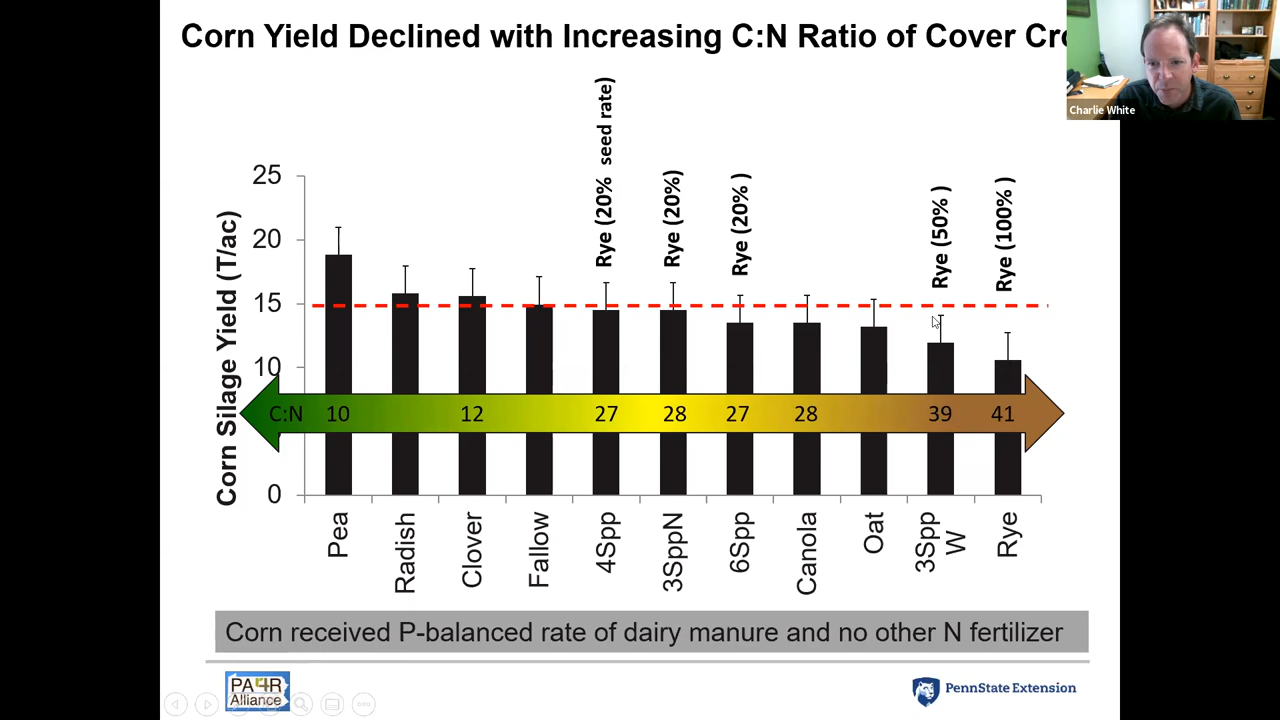 Corn Yield Declined with Increasing C:N Ratio of Cover
Charlie White
Rye (20% seed rate)
Rye (20%)
Rye (20% )
Rye (50% )
Rye (100% )
Corn Silage Yield (T/ac)
25
20
15
10
0
C:N 10 12 27 28 27 28 39 41
Pea
Radish
Clover
Fallow
4Spp
3SppN
6Spp
Canola
Oat
3Spp
W
Rye
Corn received P-balanced rate of dairy manure and no other N fertilizer
PA4R
Alliance
PennState Extension